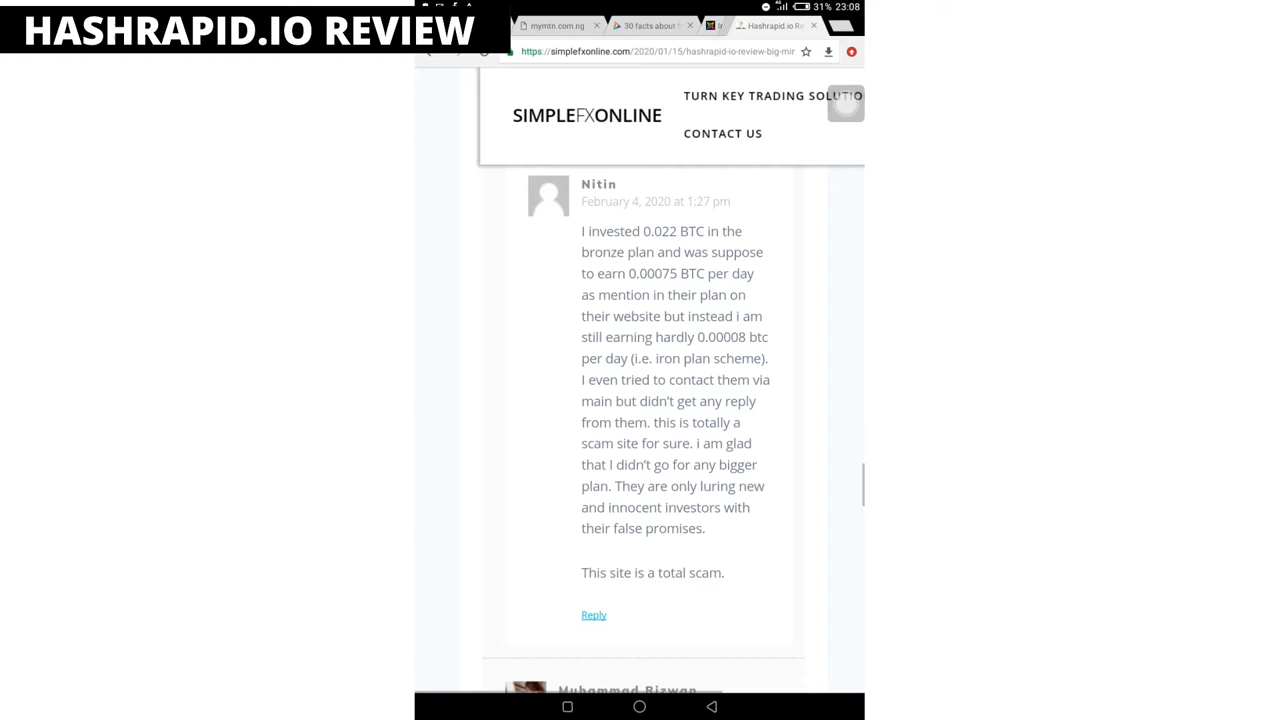 HASHRAPID.IO REVIEW
4G 31% 23:08
mymtn.com.ng
30 facts about
Hashrapid.io Re
https://simplefxonline.com/2020/01/15/hashrapid-io-review-big-mir
TURN KEY TRADING SOLUTIO
SIMPLEFXONLINE
CONTACT US
Nitin
February 4, 2020 at 1:27 pm
I invested 0.022 BTC in the
bronze plan and was suppose
to earn 0.00075 BTC per day
as mention in their plan on
their website but instead i am
still earning hardly 0.00008 btc
per day (i.e. iron plan scheme).
I even tried to contact them via
main but didn't get any reply
from them. this is totally a
scam site for sure. i am glad
that I didn't go for any bigger
plan. They are only luring new
and innocent investors with
their false promises.
This site is a total scam.
Reply
Muhammad Rizwan